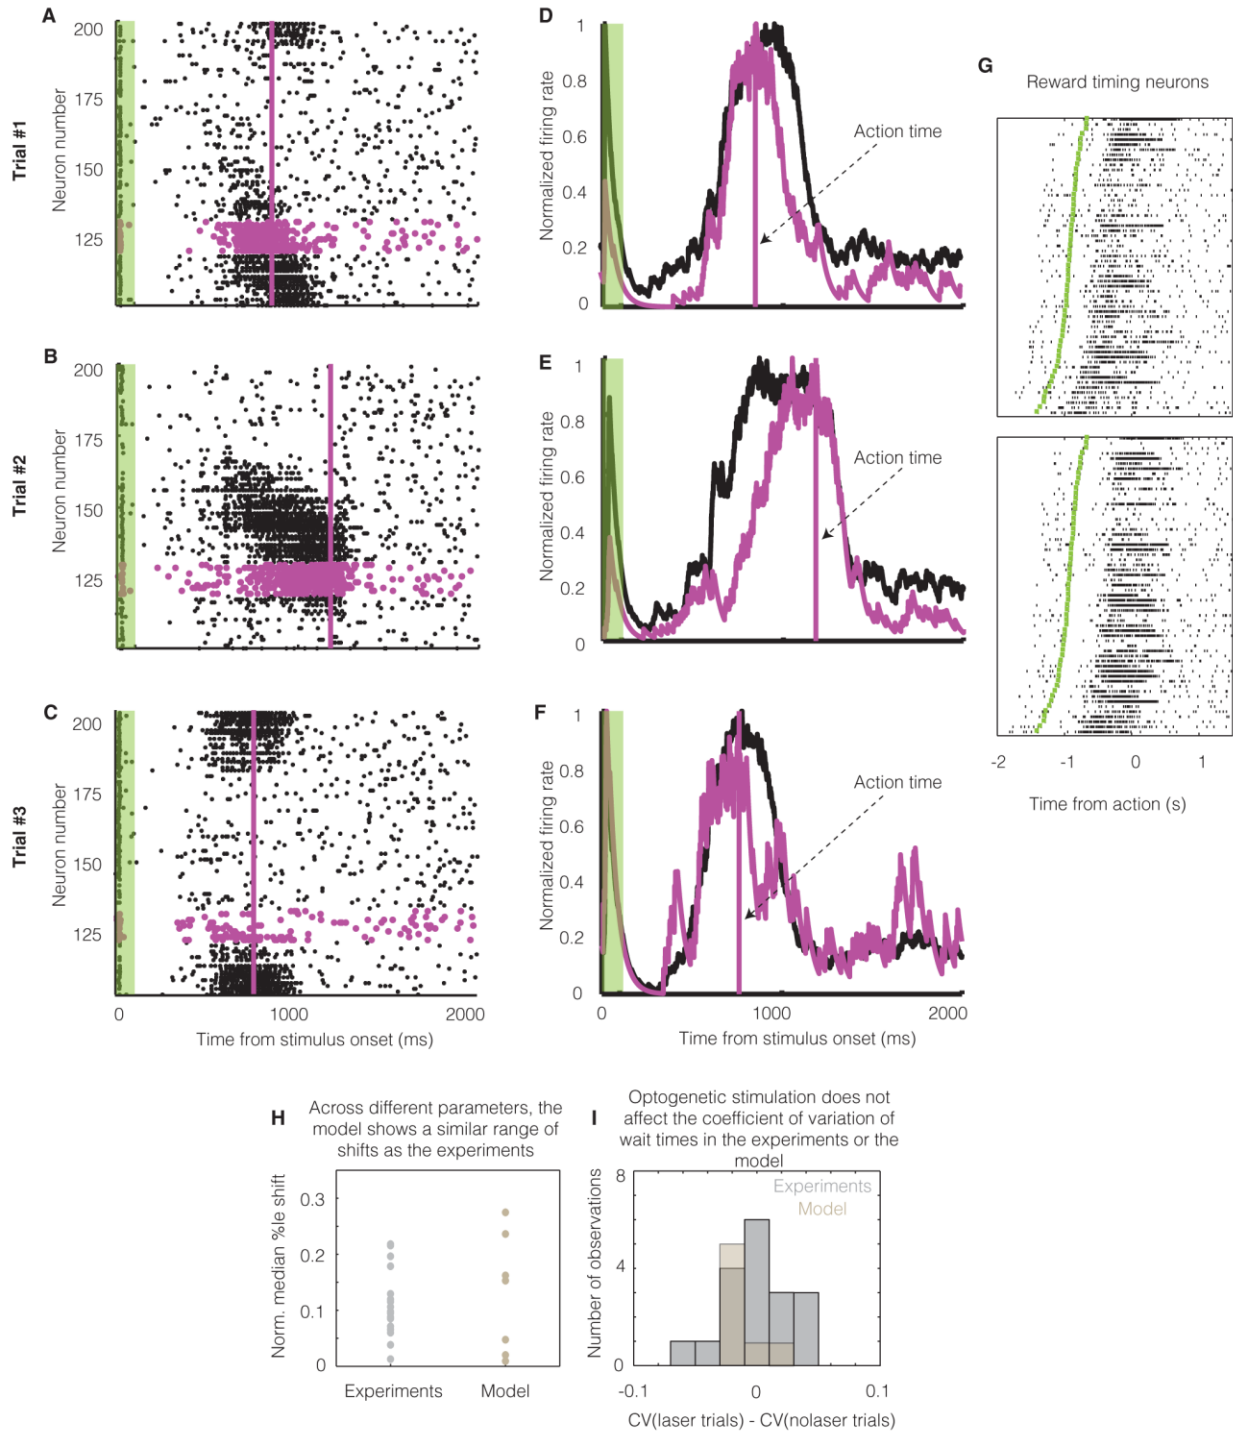 A
Trial #1
Neuron number
200
175
150
125
D
Normalized firing rate
1
0.8
0.6
0.4
0.2
0
Action time
G
Reward timing neurons
B
Trial #2
Neuron number
200
175
150
125
E
Normalized firing rate
1
0.8
0.6
0.4
0.2
0
Action time
-2 -1 0 1
Time from action (s)
C
Trial #3
Neuron number
200
175
150
125
0 1000 2000
Time from stimulus onset (ms)
F
Normalized firing rate
1
0.8
0.6
0.4
0.2
0
Action time
0 1000 2000
Time from stimulus onset (ms)
H
Across different parameters, the
model shows a similar range of
shifts as the experiments
Norm. median %le shift
0.3
0.2
0.1
0
Experiments Model
I
Optogenetic stimulation does not
affect the coefficient of variation of
wait times in the experiments or the
model
Number of observations
8
4
0
Experiments
Model
-0.1 0 0.1
CV(laser trials) - CV(nolaser trials)